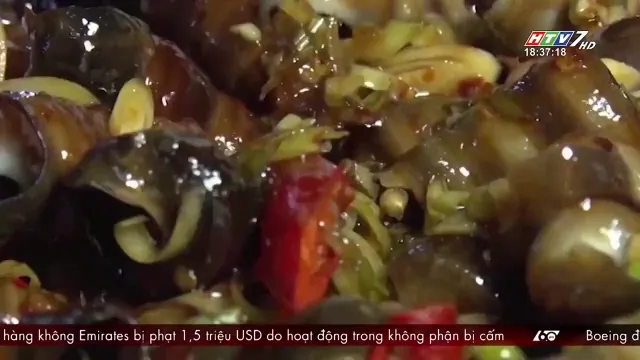 HTV7 HD
18:37:18
hàng không Emirates bị phạt 1,5 triệu USD do hoạt động trong không phận bị cấm 60 Boeing đ